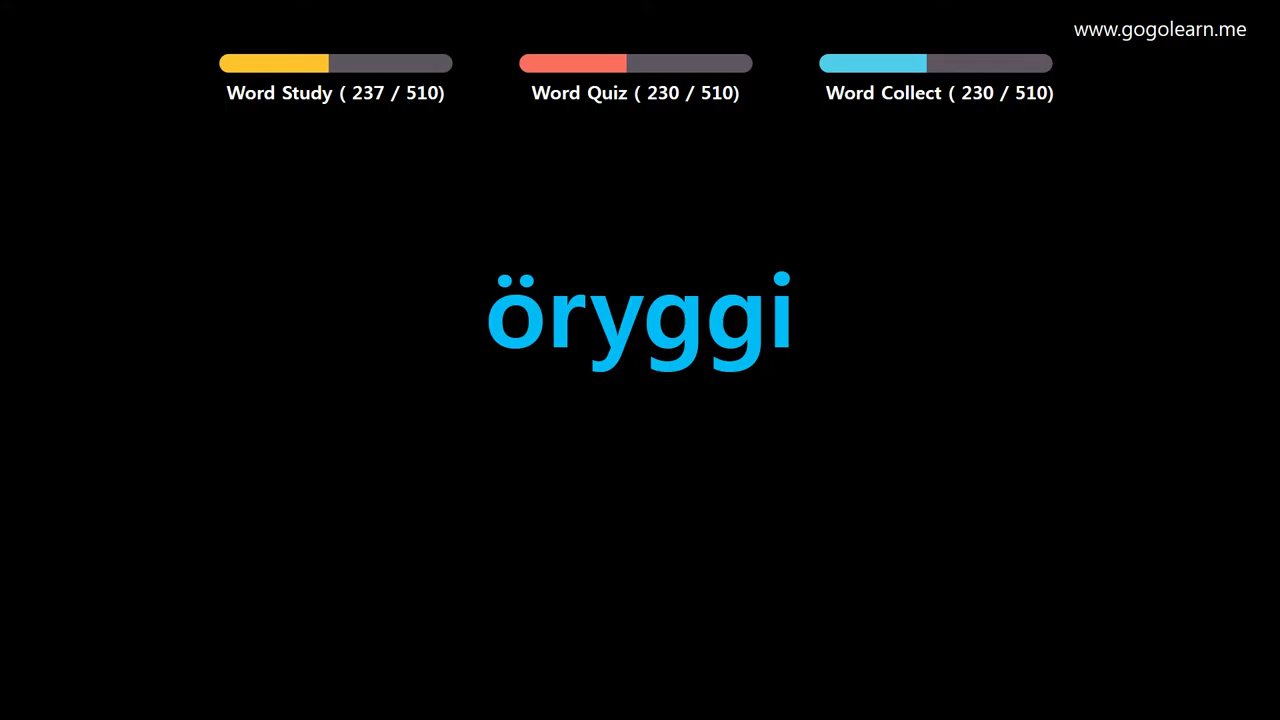 www.gogolearn.me
Word Study ( 237 / 510)
Word Quiz ( 230 / 510)
Word Collect ( 230 / 510)
öryggi